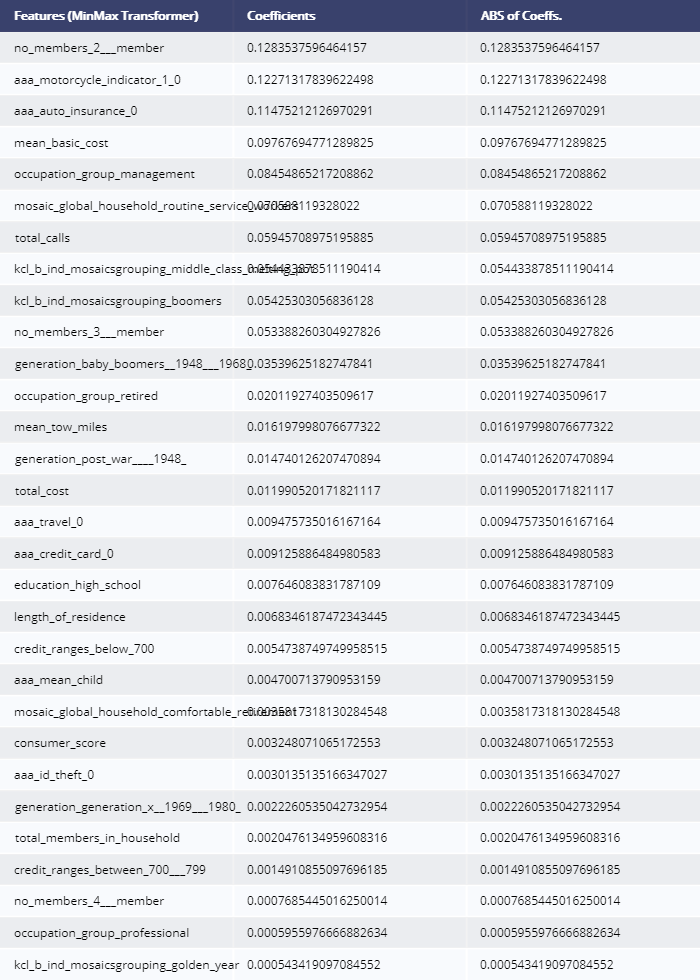 Features (MinMax Transformer) Coefficients ABS of Coeffs.
no_members_2___member 0.1283537596464157 0.1283537596464157
aaa_motorcycle_indicator_1_0 0.12271317839622498 0.12271317839622498
aaa_auto_insurance_0 0.11475212126970291 0.11475212126970291
mean_basic_cost 0.09767694771289825 0.09767694771289825
occupation_group_management 0.08454865217208862 0.08454865217208862
mosaic_global_household_routine_service_workers 0.070588119328022 0.070588119328022
total_calls 0.05945708975195885 0.05945708975195885
kcl_b_ind_mosaicsgrouping_middle_class_melting_pot 0.054433878511190414 0.054433878511190414
kcl_b_ind_mosaicsgrouping_boomers 0.05425303056836128 0.05425303056836128
no_members_3___member 0.053388260304927826 0.053388260304927826
generation_baby_boomers__1948___1968_ 0.03539625182747841 0.03539625182747841
occupation_group_retired 0.02011927403509617 0.02011927403509617
mean_tow_miles 0.016197998076677322 0.016197998076677322
generation_post_war____1948_ 0.014740126207470894 0.014740126207470894
total_cost 0.011990520171821117 0.011990520171821117
aaa_travel_0 0.009475735016167164 0.009475735016167164
aaa_credit_card_0 0.009125886484980583 0.009125886484980583
education_high_school 0.007646083831787109 0.007646083831787109
length_of_residence 0.0068346187472343445 0.0068346187472343445
credit_ranges_below_700 0.0054738749749958515 0.0054738749749958515
aaa_mean_child 0.004700713790953159 0.004700713790953159
mosaic_global_household_comfortable_retirement 0.0035817318130284548 0.0035817318130284548
consumer_score 0.003248071065172553 0.003248071065172553
aaa_id_theft_0 0.0030135135166347027 0.0030135135166347027
generation_generation_x__1969___1980_ 0.0022260535042732954 0.0022260535042732954
total_members_in_household 0.0020476134959608316 0.0020476134959608316
credit_ranges_between_700___799 0.0014910855097696185 0.0014910855097696185
no_members_4___member 0.0007685445016250014 0.0007685445016250014
occupation_group_professional 0.0005955976666882634 0.0005955976666882634
kcl_b_ind_mosaicsgrouping_golden_year 0.000543419097084552 0.000543419097084552